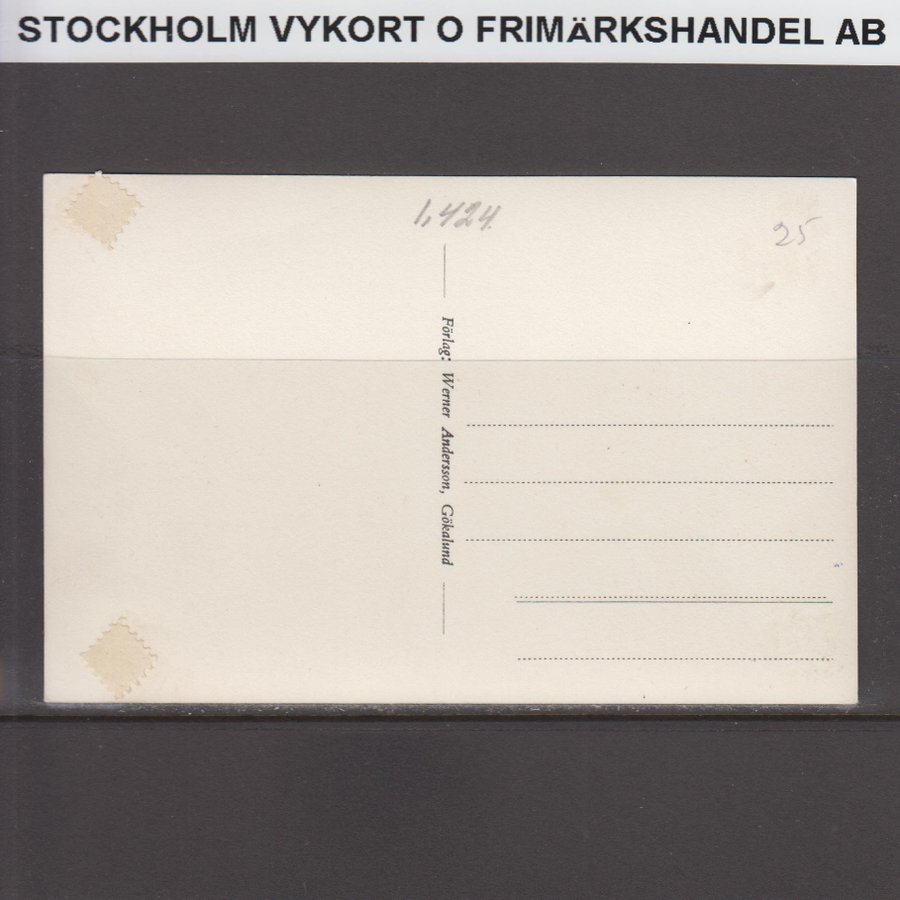 STOCKHOLM VYKORT O FRIMÄRKSHANDEL AB
1,424
25
Förlag: Werner Andersson, Gökalund